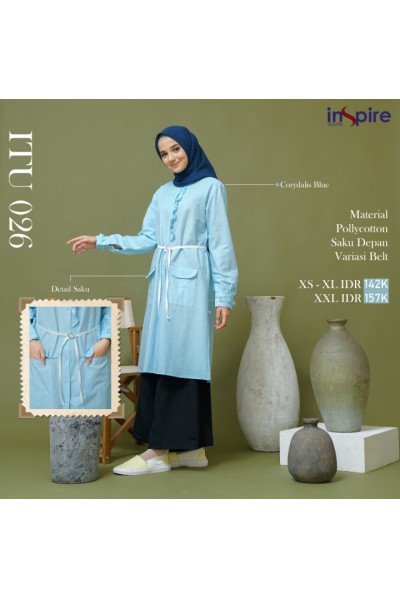 inspire
ITU 026
Corydalis Blue
Material
Pollycotton
Saku Depan
Variasi Belt
XS - XL IDR 142K
XXL IDR 157K
Detail Saku